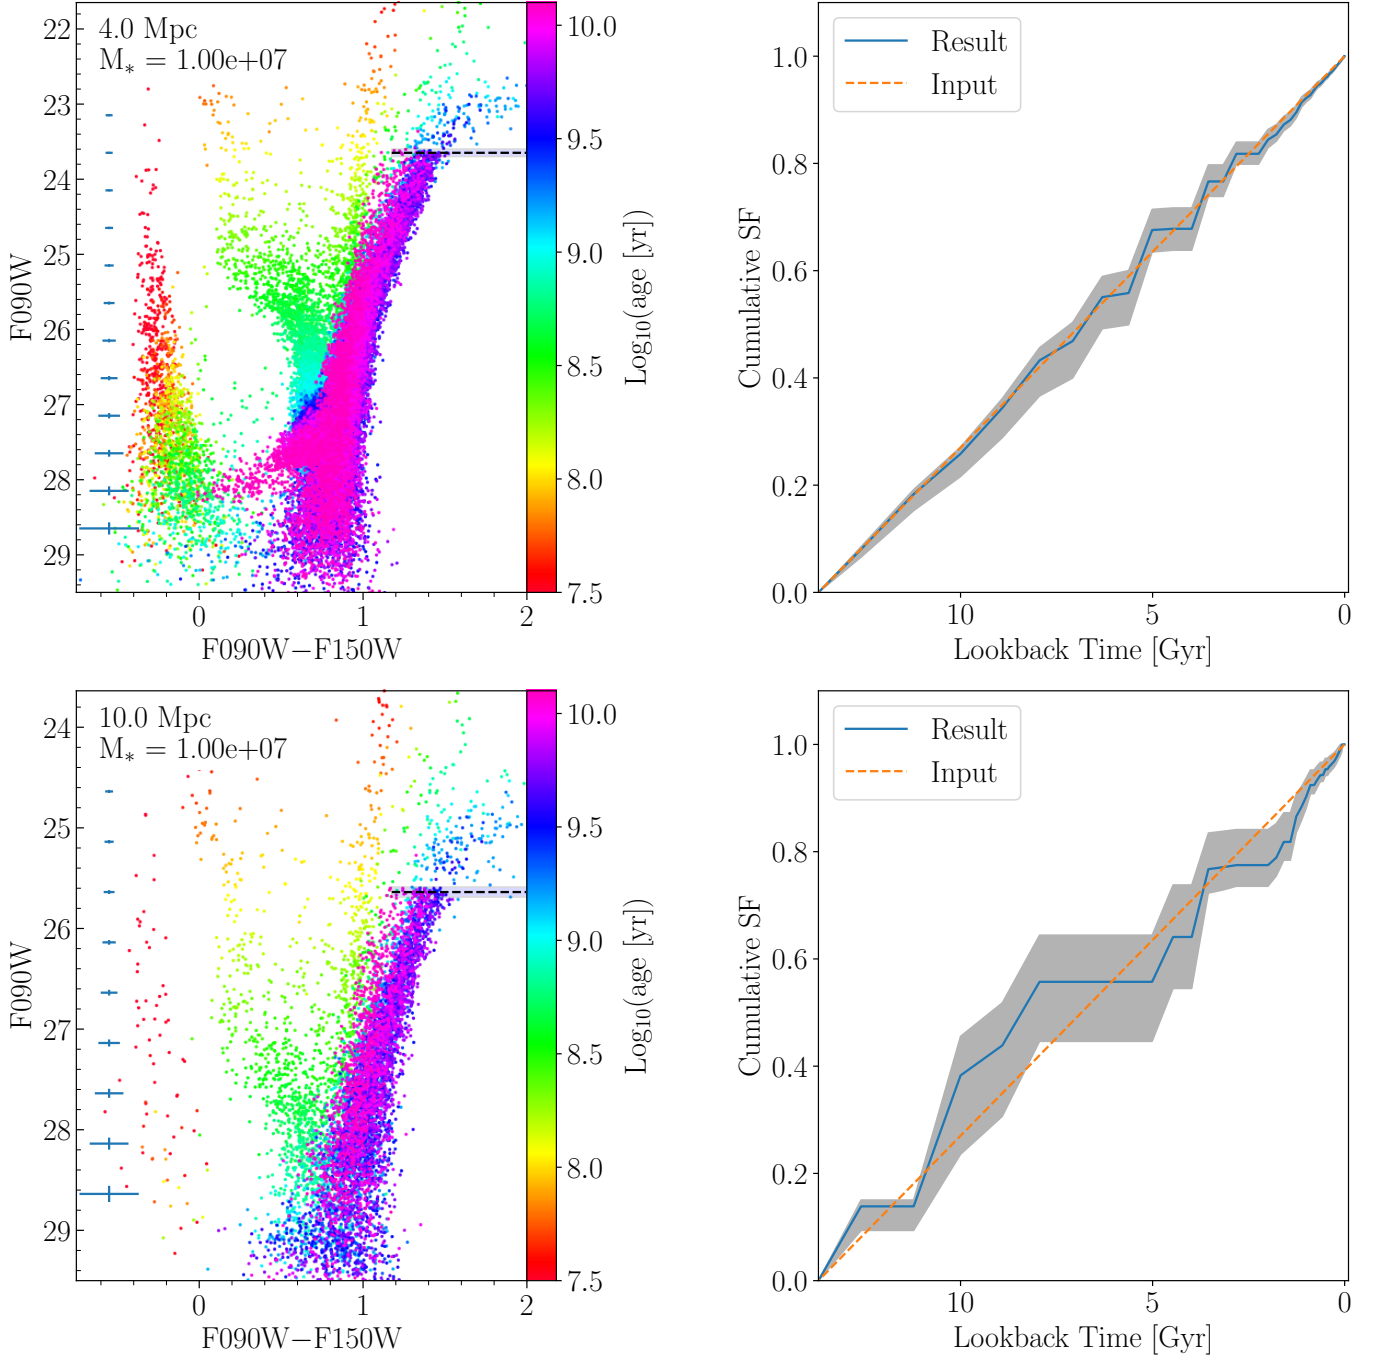 4.0 Mpc
M* = 1.00e+07
22
23
24
25
26
27
28
29
F090W
0
1
2
F090W−F150W
10.0
9.5
9.0
8.5
8.0
7.5
Log10(age [yr])
Result
Input
1.0
0.8
0.6
0.4
0.2
0.0
Cumulative SF
10
5
0
Lookback Time [Gyr]
10.0 Mpc
M* = 1.00e+07
24
25
26
27
28
29
F090W
0
1
2
F090W−F150W
10.0
9.5
9.0
8.5
8.0
7.5
Log10(age [yr])
Result
Input
1.0
0.8
0.6
0.4
0.2
0.0
Cumulative SF
10
5
0
Lookback Time [Gyr]